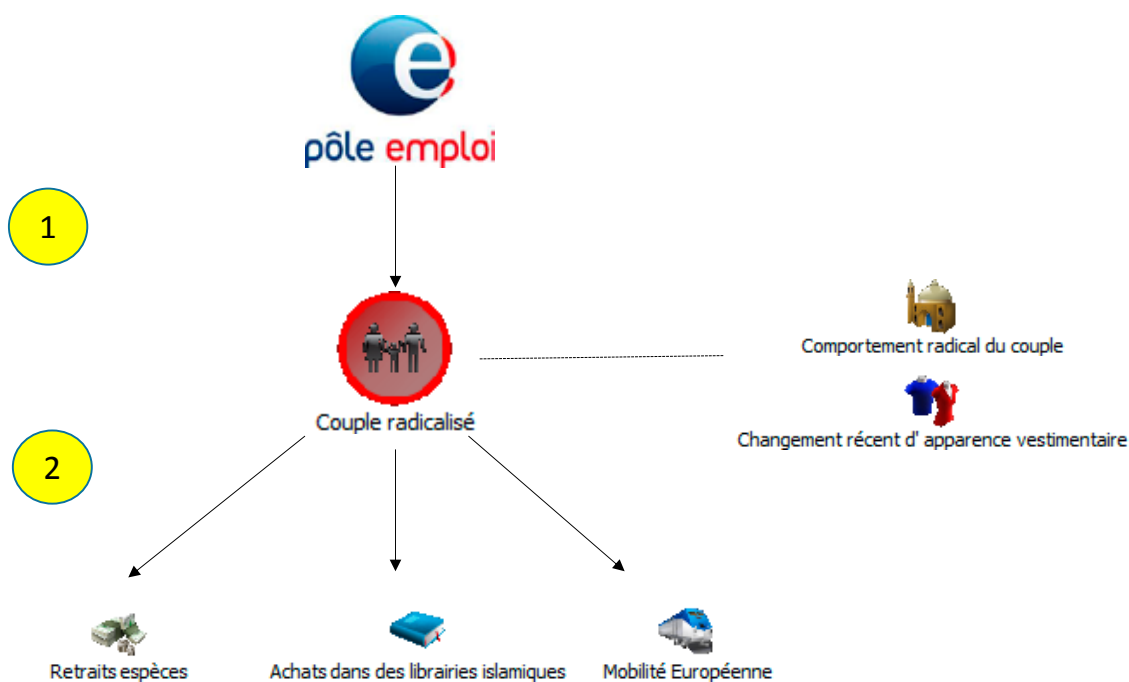 e
pôle emploi
1
Comportement radical du couple
Changement récent d' apparence vestimentaire
Couple radicalisé
2
Retraits espèces
Achats dans des librairies islamiques
Mobilité Européenne